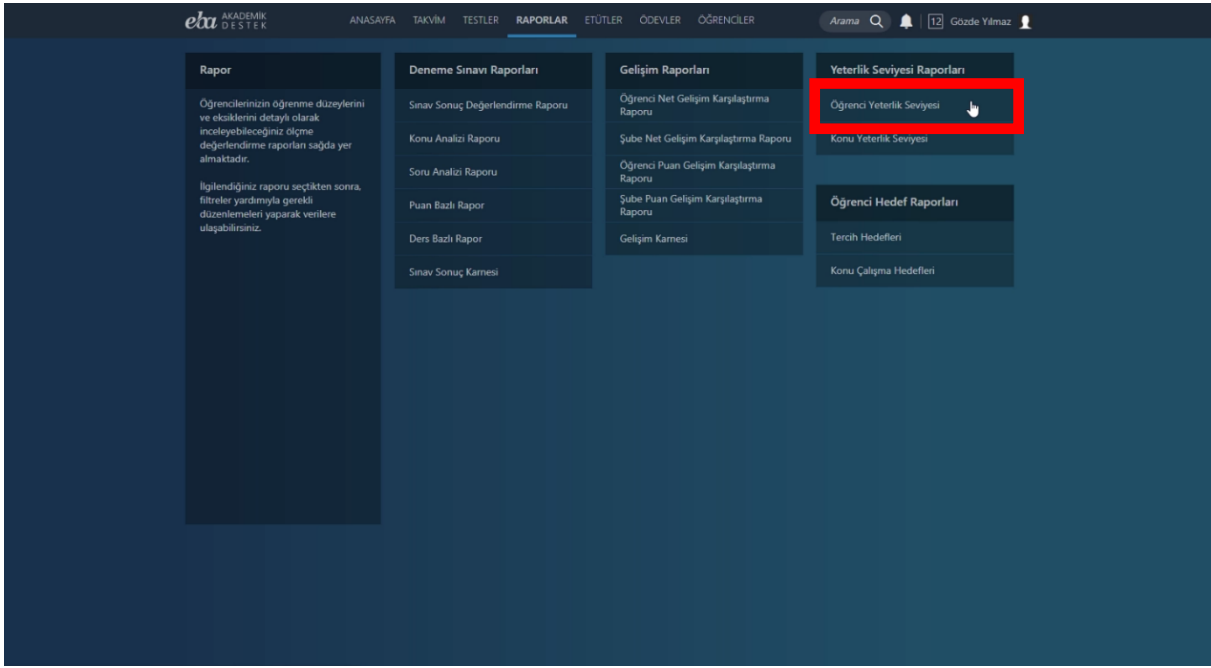 eba AKADEMİK
DESTEK
ANASAYFA TAKVİM TESTLER RAPORLAR ETÜTLER ÖDEVLER ÖĞRENCİLER
Arama 12 Gözde Yılmaz
Rapor
Öğrencilerinizin öğrenme düzeylerini
ve eksiklerini detaylı olarak
inceleyebileceğiniz ölçme
değerlendirme raporları sağda yer
almaktadır.
İlgilendiğiniz raporu seçtikten sonra,
filtreler yardımıyla gerekli
düzenlemeleri yaparak verilere
ulaşabilirsiniz.
Deneme Sınavı Raporları
Sınav Sonuç Değerlendirme Raporu
Konu Analizi Raporu
Soru Analizi Raporu
Puan Bazlı Rapor
Ders Bazlı Rapor
Sınav Sonuç Karnesi
Gelişim Raporları
Öğrenci Net Gelişim Karşılaştırma
Raporu
Şube Net Gelişim Karşılaştırma Raporu
Öğrenci Puan Gelişim Karşılaştırma
Raporu
Şube Puan Gelişim Karşılaştırma
Raporu
Gelişim Karnesi
Yeterlik Seviyesi Raporları
Öğrenci Yeterlik Seviyesi
Konu Yeterlik Seviyesi
Öğrenci Hedef Raporları
Tercih Hedefleri
Konu Çalışma Hedefleri